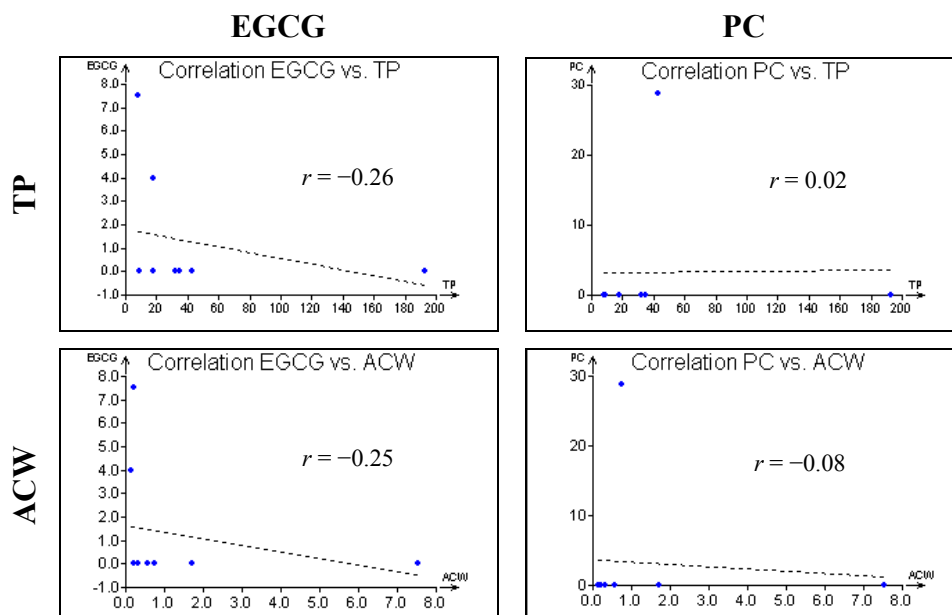 EGCG PC
TP
EGCG
Correlation EGCG vs. TP
8.0
7.0
6.0
5.0
4.0
3.0
2.0
1.0
0.0
-1.0
r = −0.26
TP
0 20 40 60 80 100 120 140 160 180 200
PC
Correlation PC vs. TP
30
20
10
0
r = 0.02
TP
0 20 40 60 80 100 120 140 160 180 200
ACW
EGCG
Correlation EGCG vs. ACW
8.0
7.0
6.0
5.0
4.0
3.0
2.0
1.0
0.0
-1.0
r = −0.25
ACW
0.0 1.0 2.0 3.0 4.0 5.0 6.0 7.0 8.0
PC
Correlation PC vs. ACW
30
20
10
0
r = −0.08
ACW
0.0 1.0 2.0 3.0 4.0 5.0 6.0 7.0 8.0